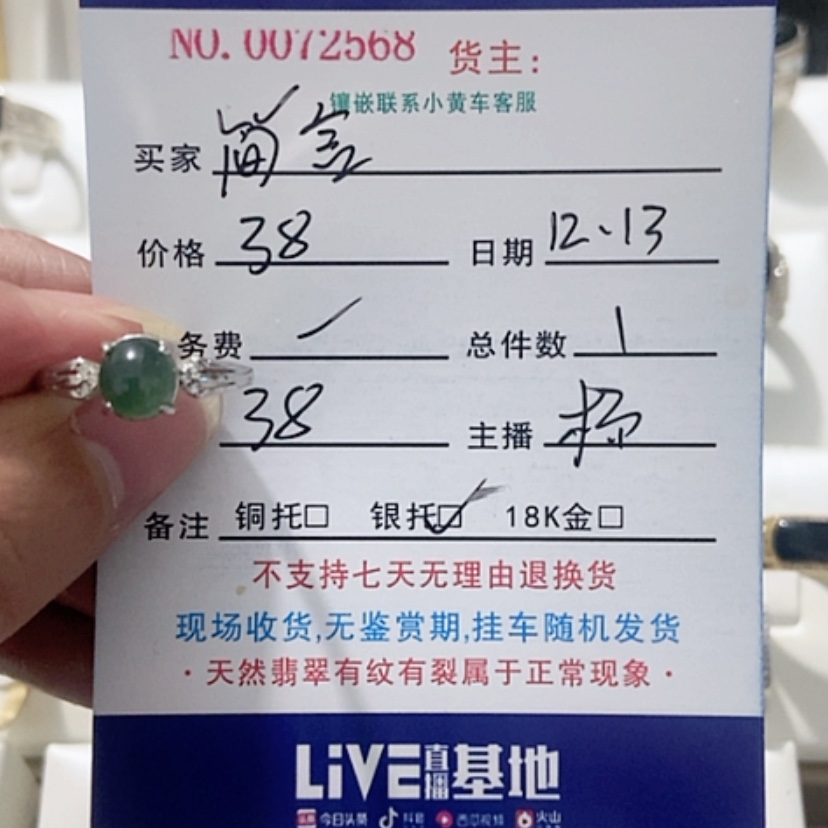 NO.0072568 货主：
镶嵌联系小黄车客服
买家 简言
价格 38 日期 12.13
务费 总件数 1
38 主播
备注 铜托□ 银托☑ 18K金□
不支持七天无理由退换货
现场收货,无鉴赏期,挂车随机发货
·天然翡翠有纹有裂属于正常现象·
LiVE直播基地
今日头条 抖音 西瓜视频 火山